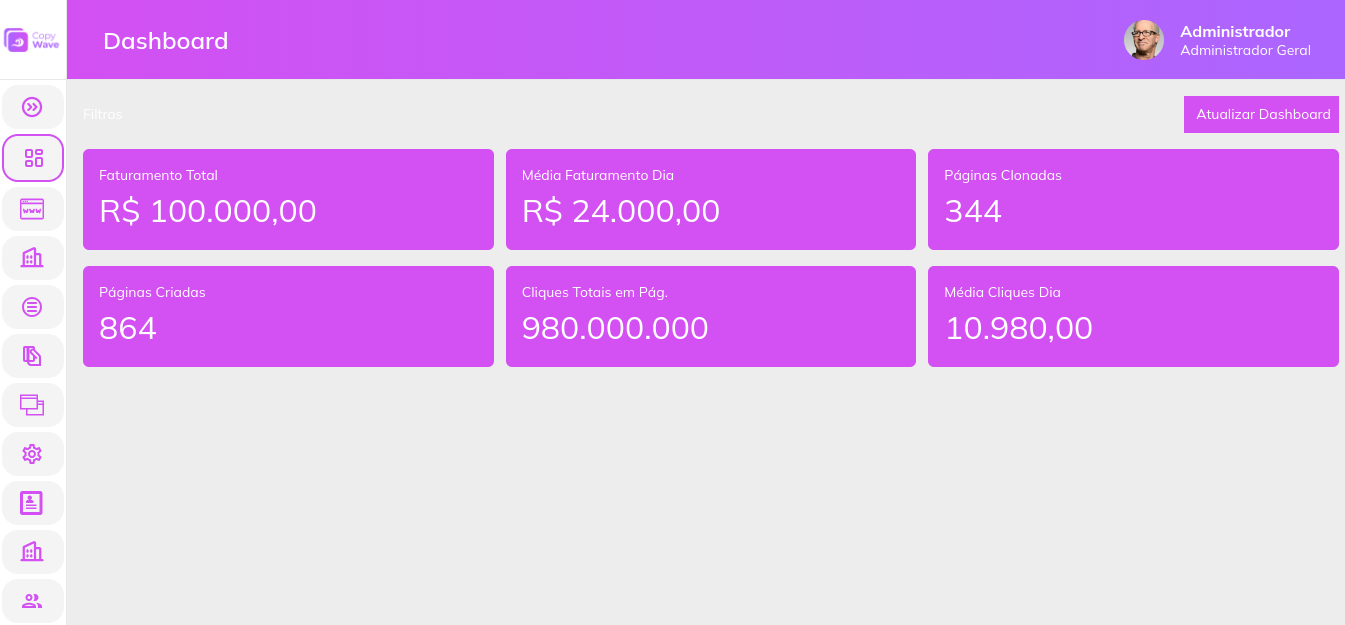 Copy
Wave
Dashboard
Administrador
Administrador Geral
Filtros
Atualizar Dashboard
Faturamento Total
R$ 100.000,00
Média Faturamento Dia
R$ 24.000,00
Páginas Clonadas
344
Páginas Criadas
864
Cliques Totais em Pág.
980.000.000
Média Cliques Dia
10.980,00
www